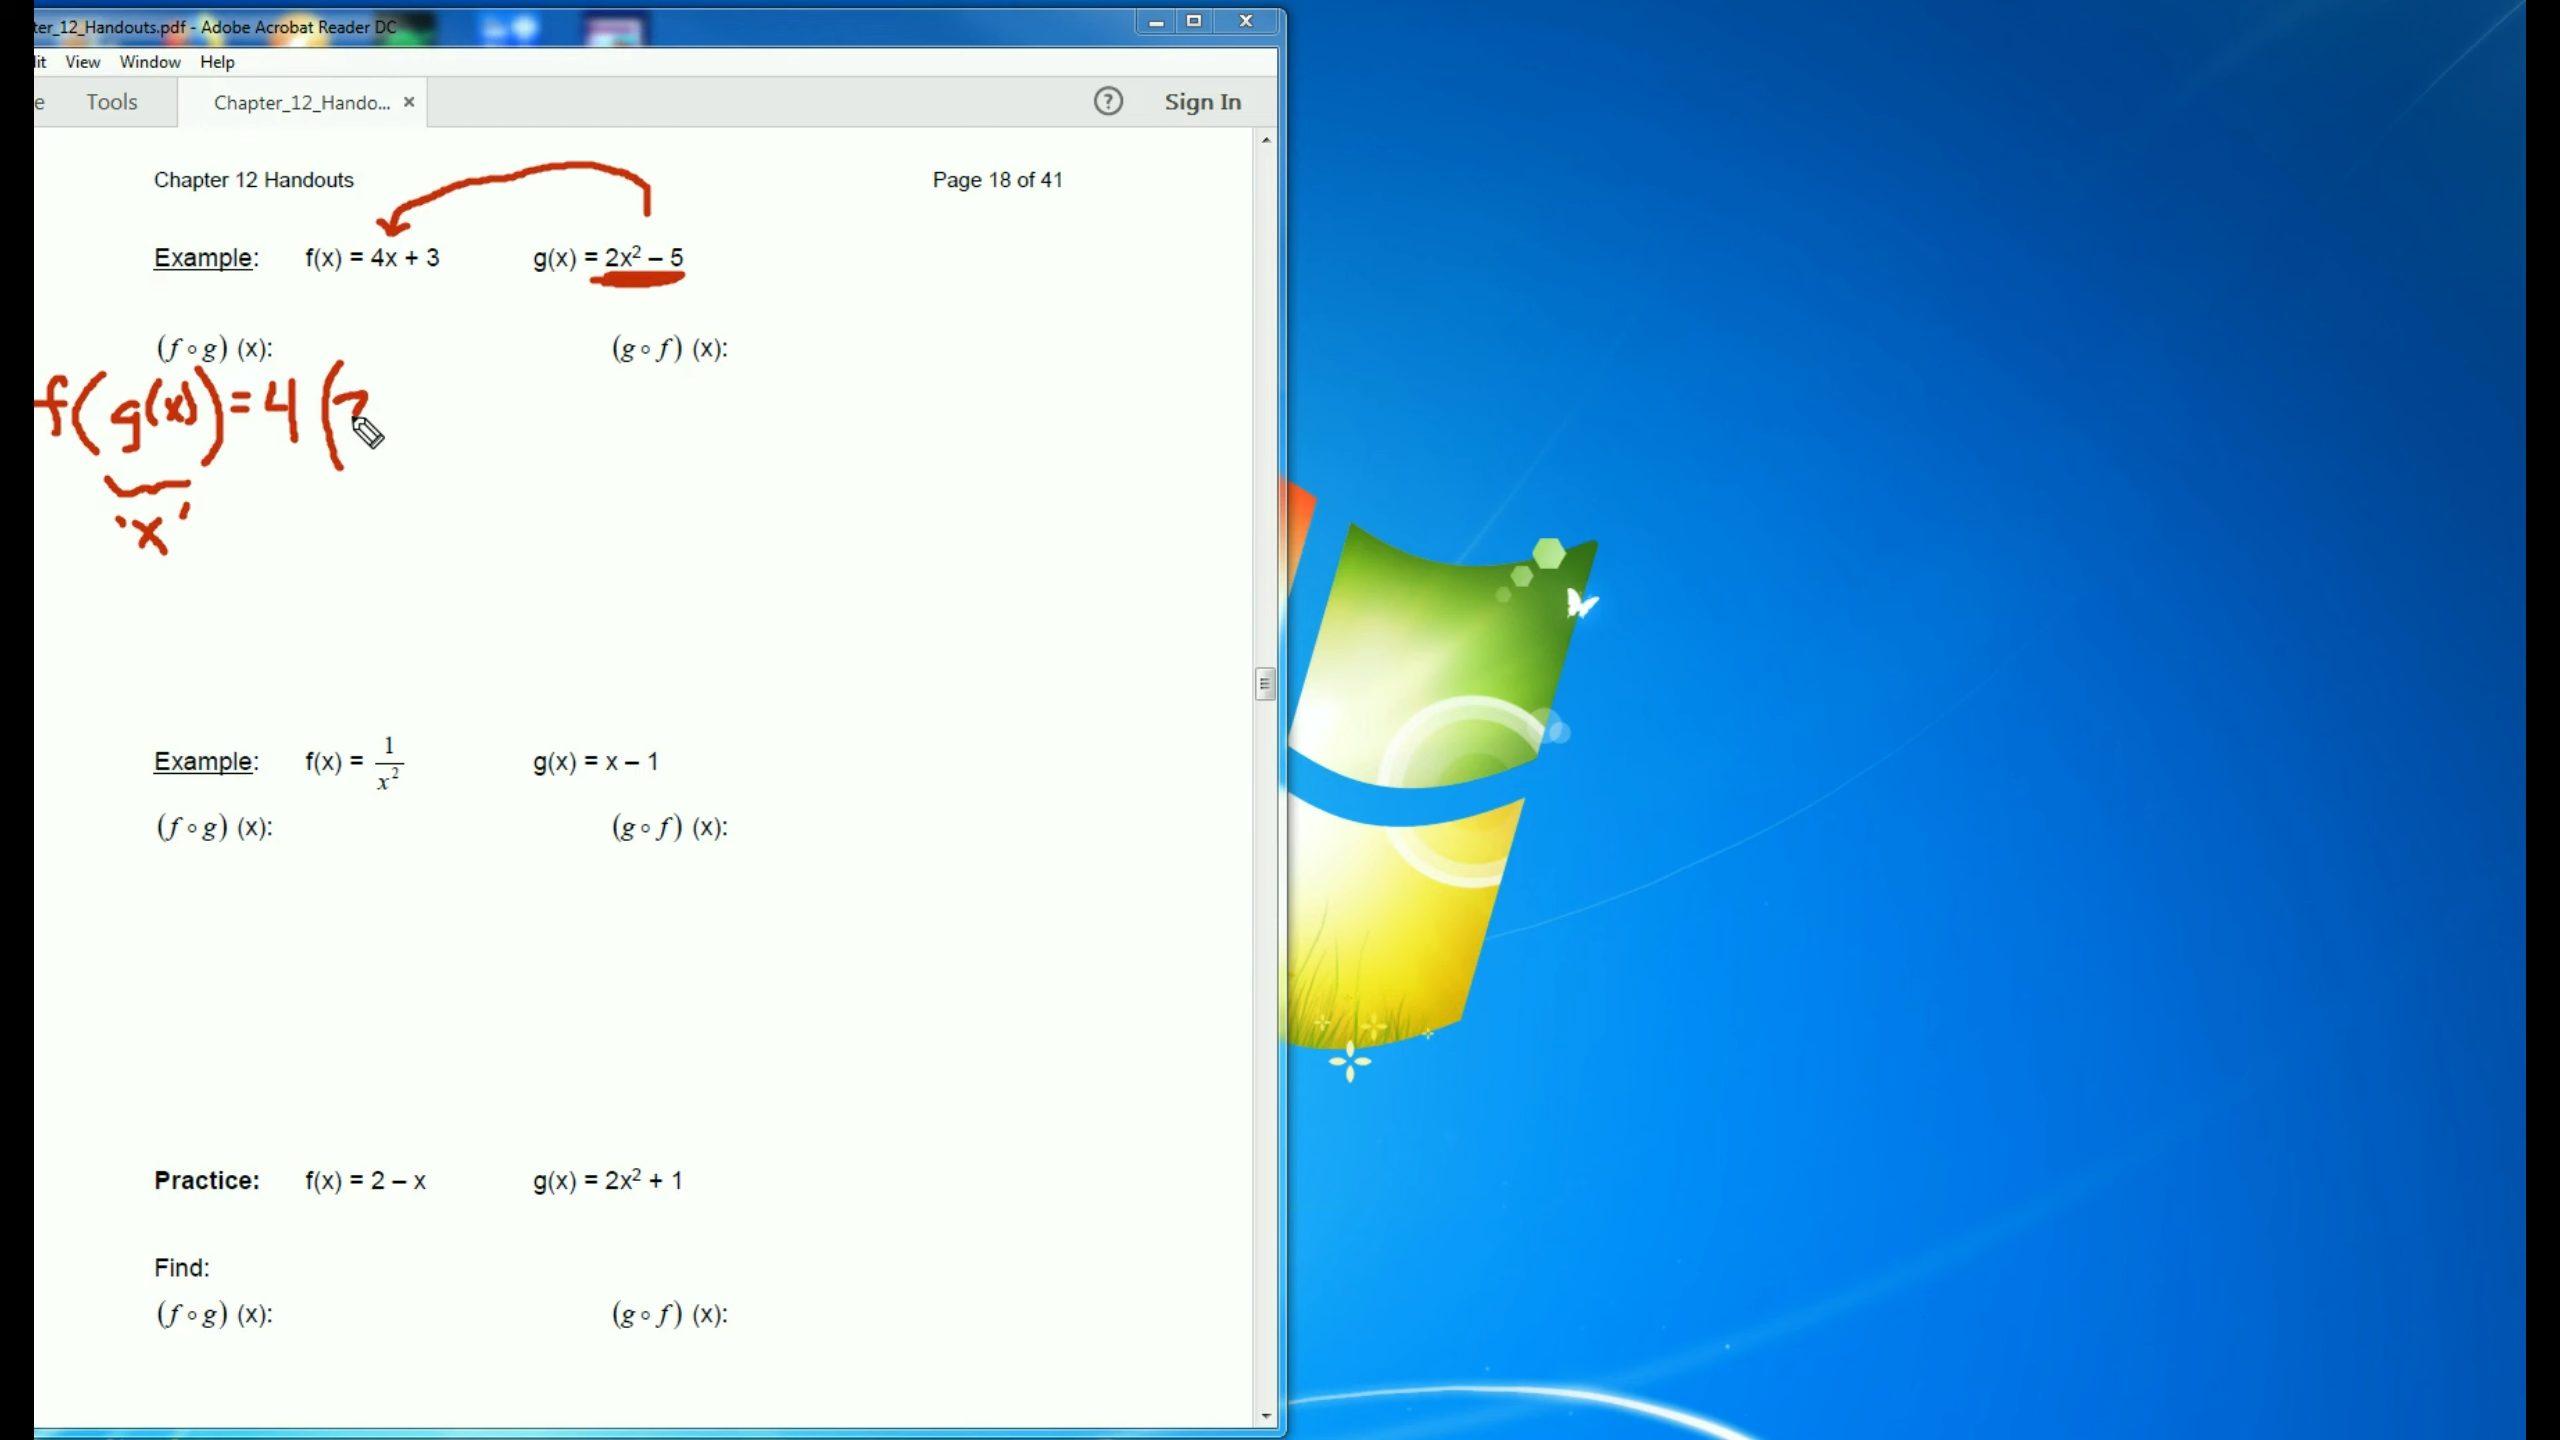 ter_12_Handouts.pdf - Adobe Acrobat Reader DC
it View Window Help
e Tools Chapter_12_Hando... × ? Sign In
Chapter 12 Handouts Page 18 of 41
Example: f(x) = 4x + 3 g(x) = 2x² – 5
(f ∘ g) (x): (g ∘ f) (x):
f(g(x)) = 4(2
'x'
Example: f(x) = 1/x² g(x) = x – 1
(f ∘ g) (x): (g ∘ f) (x):
Practice: f(x) = 2 – x g(x) = 2x² + 1
Find:
(f ∘ g) (x): (g ∘ f) (x):